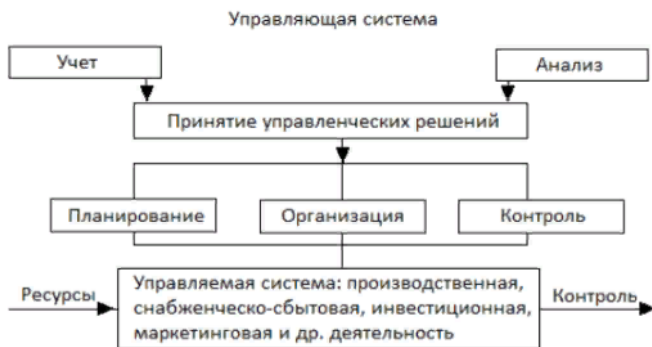 Управляющая система
Учет
Анализ
Принятие управленческих решений
Планирование
Организация
Контроль
Ресурсы
Управляемая система: производственная,
снабженческо-сбытовая, инвестиционная,
маркетинговая и др. деятельность
Контроль